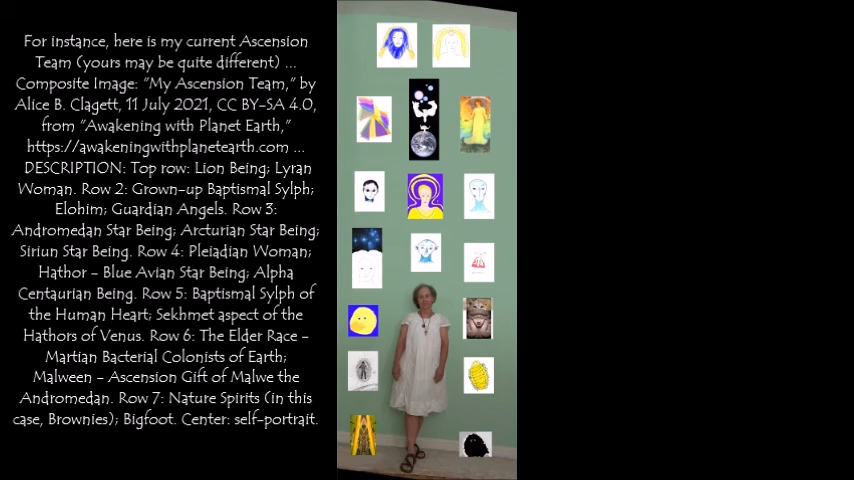 For instance, here is my current Ascension
Team (yours may be quite different) ...
Composite Image: "My Ascension Team," by
Alice B. Clagett, 11 July 2021, CC BY-SA 4.0,
from "Awakening with Planet Earth,"
https://awakeningwithplanetearth.com ...
DESCRIPTION: Top row: Lion Being; Lyran
Woman. Row 2: Grown-up Baptismal Sylph;
Elohim; Guardian Angels. Row 3:
Andromedan Star Being; Arcturian Star Being;
Siriun Star Being. Row 4: Pleiadian Woman;
Hathor - Blue Avian Star Being; Alpha
Centaurian Being. Row 5: Baptismal Sylph of
the Human Heart; Sekhmet aspect of the
Hathors of Venus. Row 6: The Elder Race -
Martian Bacterial Colonists of Earth;
Malween - Ascension Gift of Malwe the
Andromedan. Row 7: Nature Spirits (in this
case, Brownies); Bigfoot. Center: self-portrait.